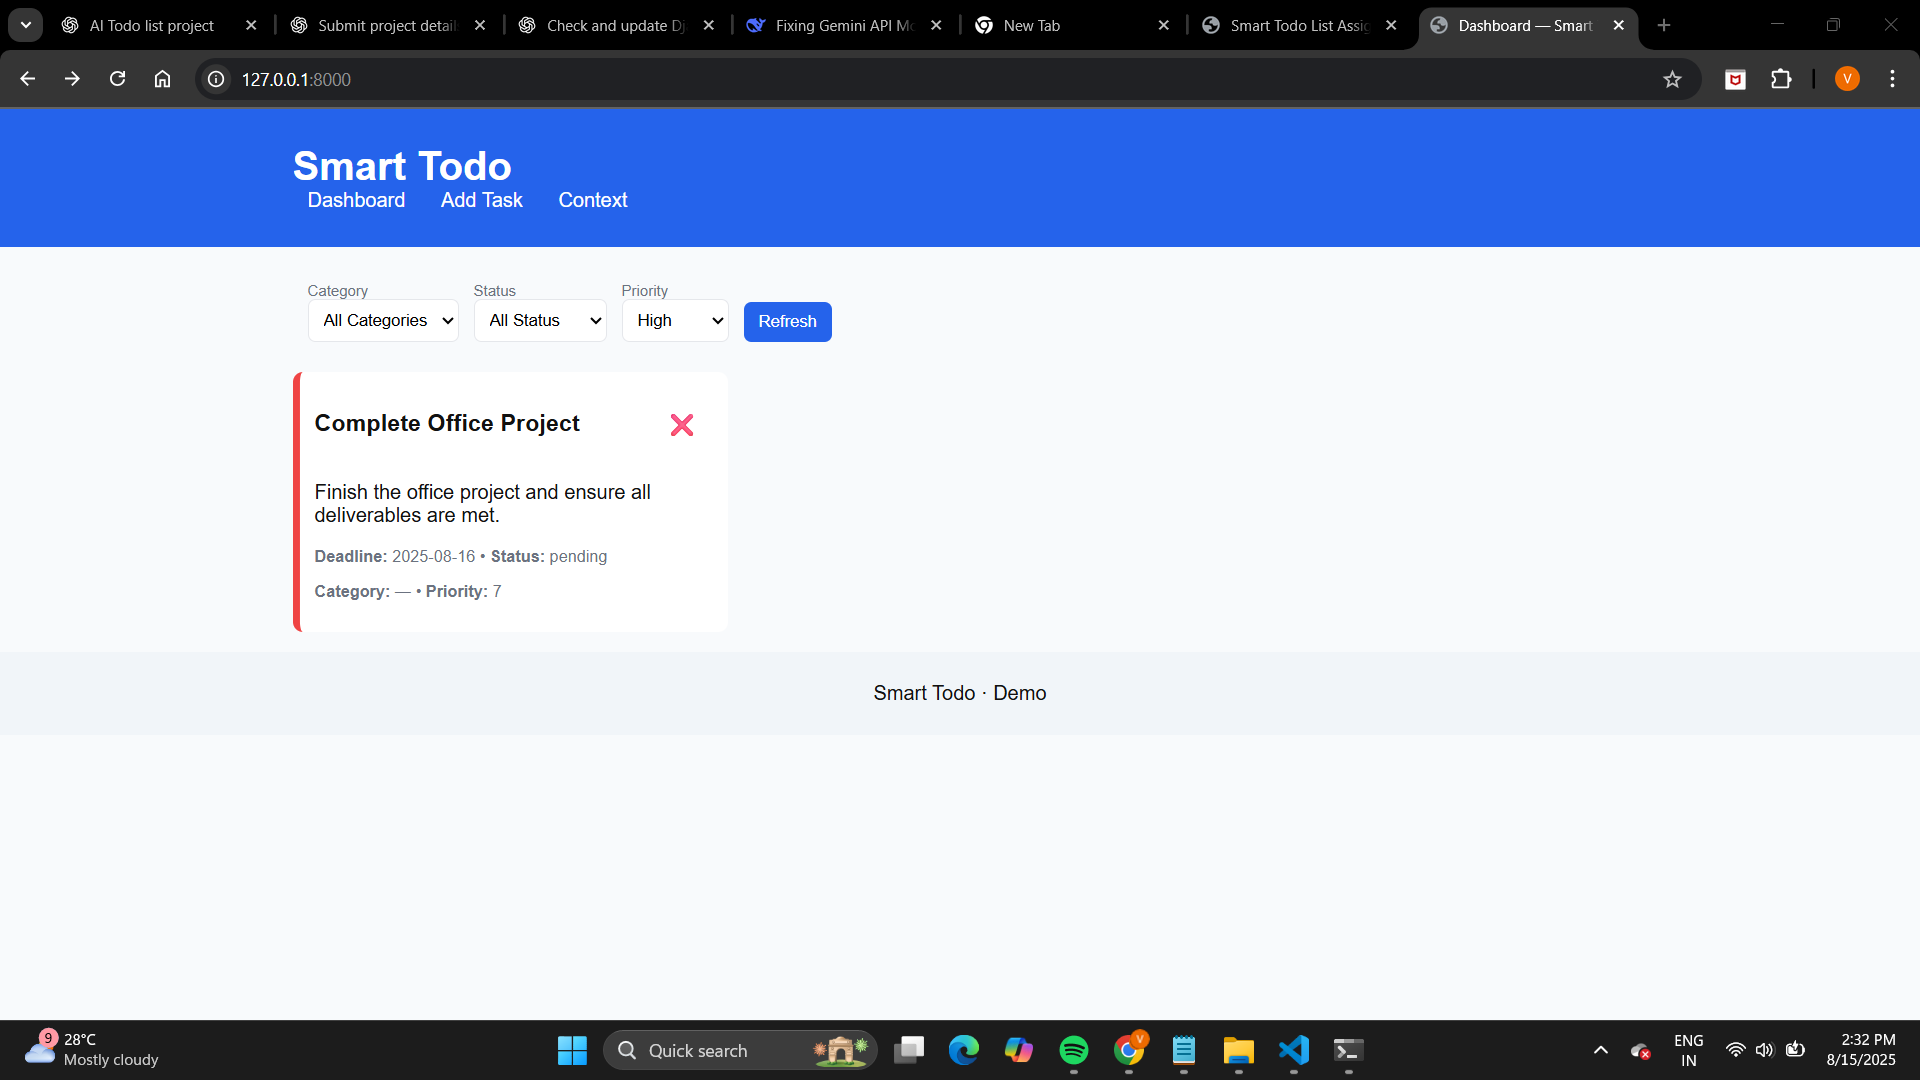 AI Todo list project
Submit project detail
Check and update Dj
Fixing Gemini API Mo
New Tab
Smart Todo List Assig
Dashboard — Smart
127.0.0.1:8000
V
Smart Todo
Dashboard Add Task Context
Category Status Priority
All Categories All Status High Refresh
Complete Office Project
Finish the office project and ensure all
deliverables are met.
Deadline: 2025-08-16 • Status: pending
Category: — • Priority: 7
Smart Todo · Demo
9
28°C
Mostly cloudy
Quick search
V
ENG
IN
2:32 PM
8/15/2025